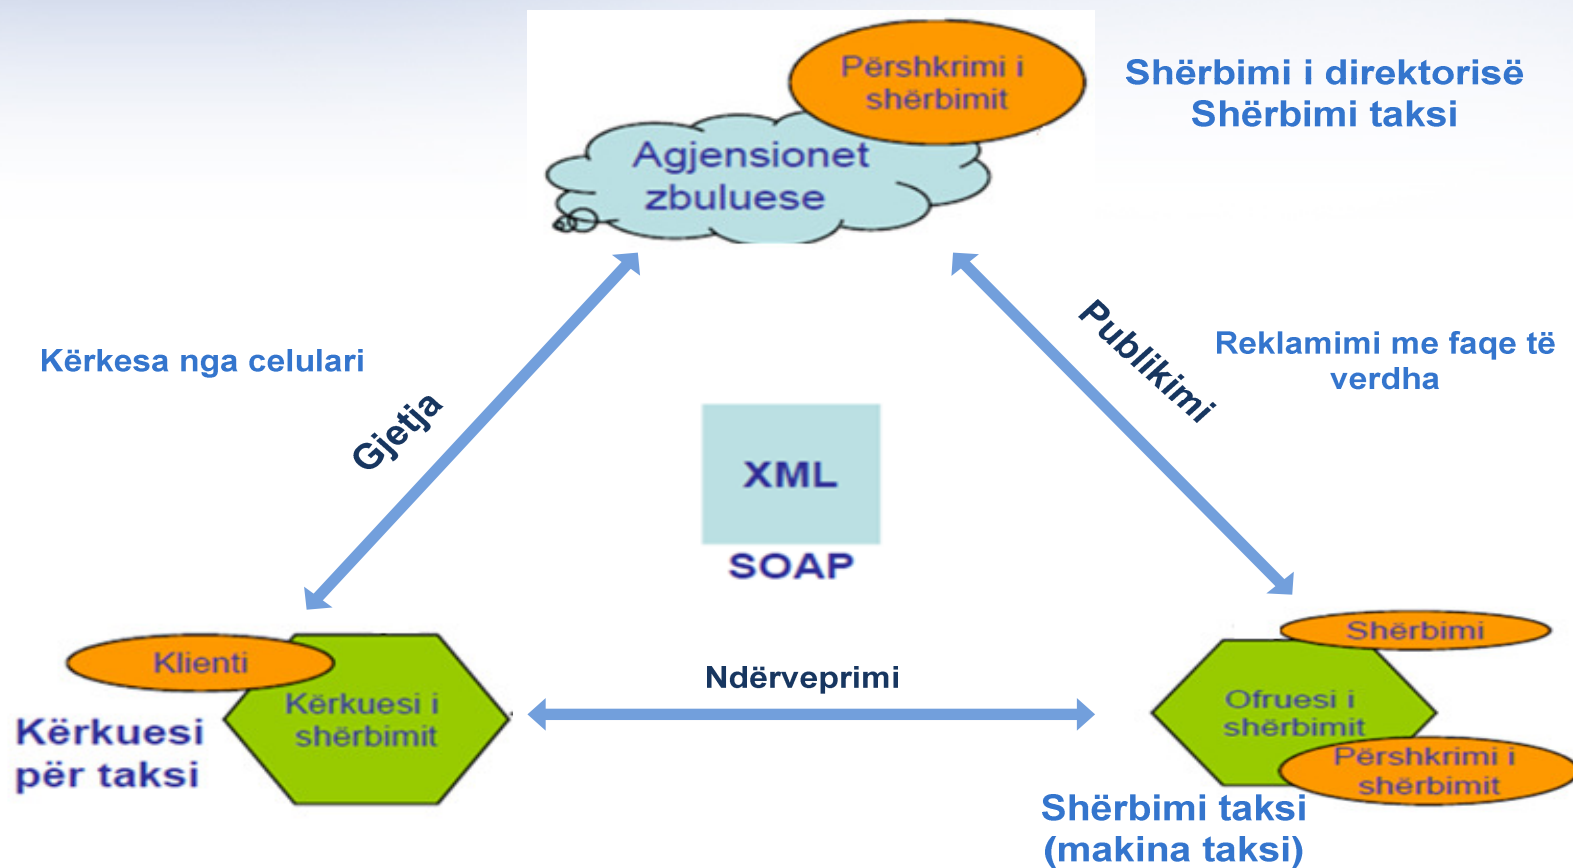 Përshkrimi i
shërbimit
Shërbimi i direktorisë
Shërbimi taksi
Agjensionet
zbuluese
Kërkesa nga celulari
Gjetja
Publikimi
Reklamimi me faqe të
verdha
XML
SOAP
Klienti
Kërkuesi i
shërbimit
Kërkuesi
për taksi
Ndërveprimi
Shërbimi
Ofruesi i
shërbimit
Përshkrimi i
shërbimit
Shërbimi taksi
(makina taksi)